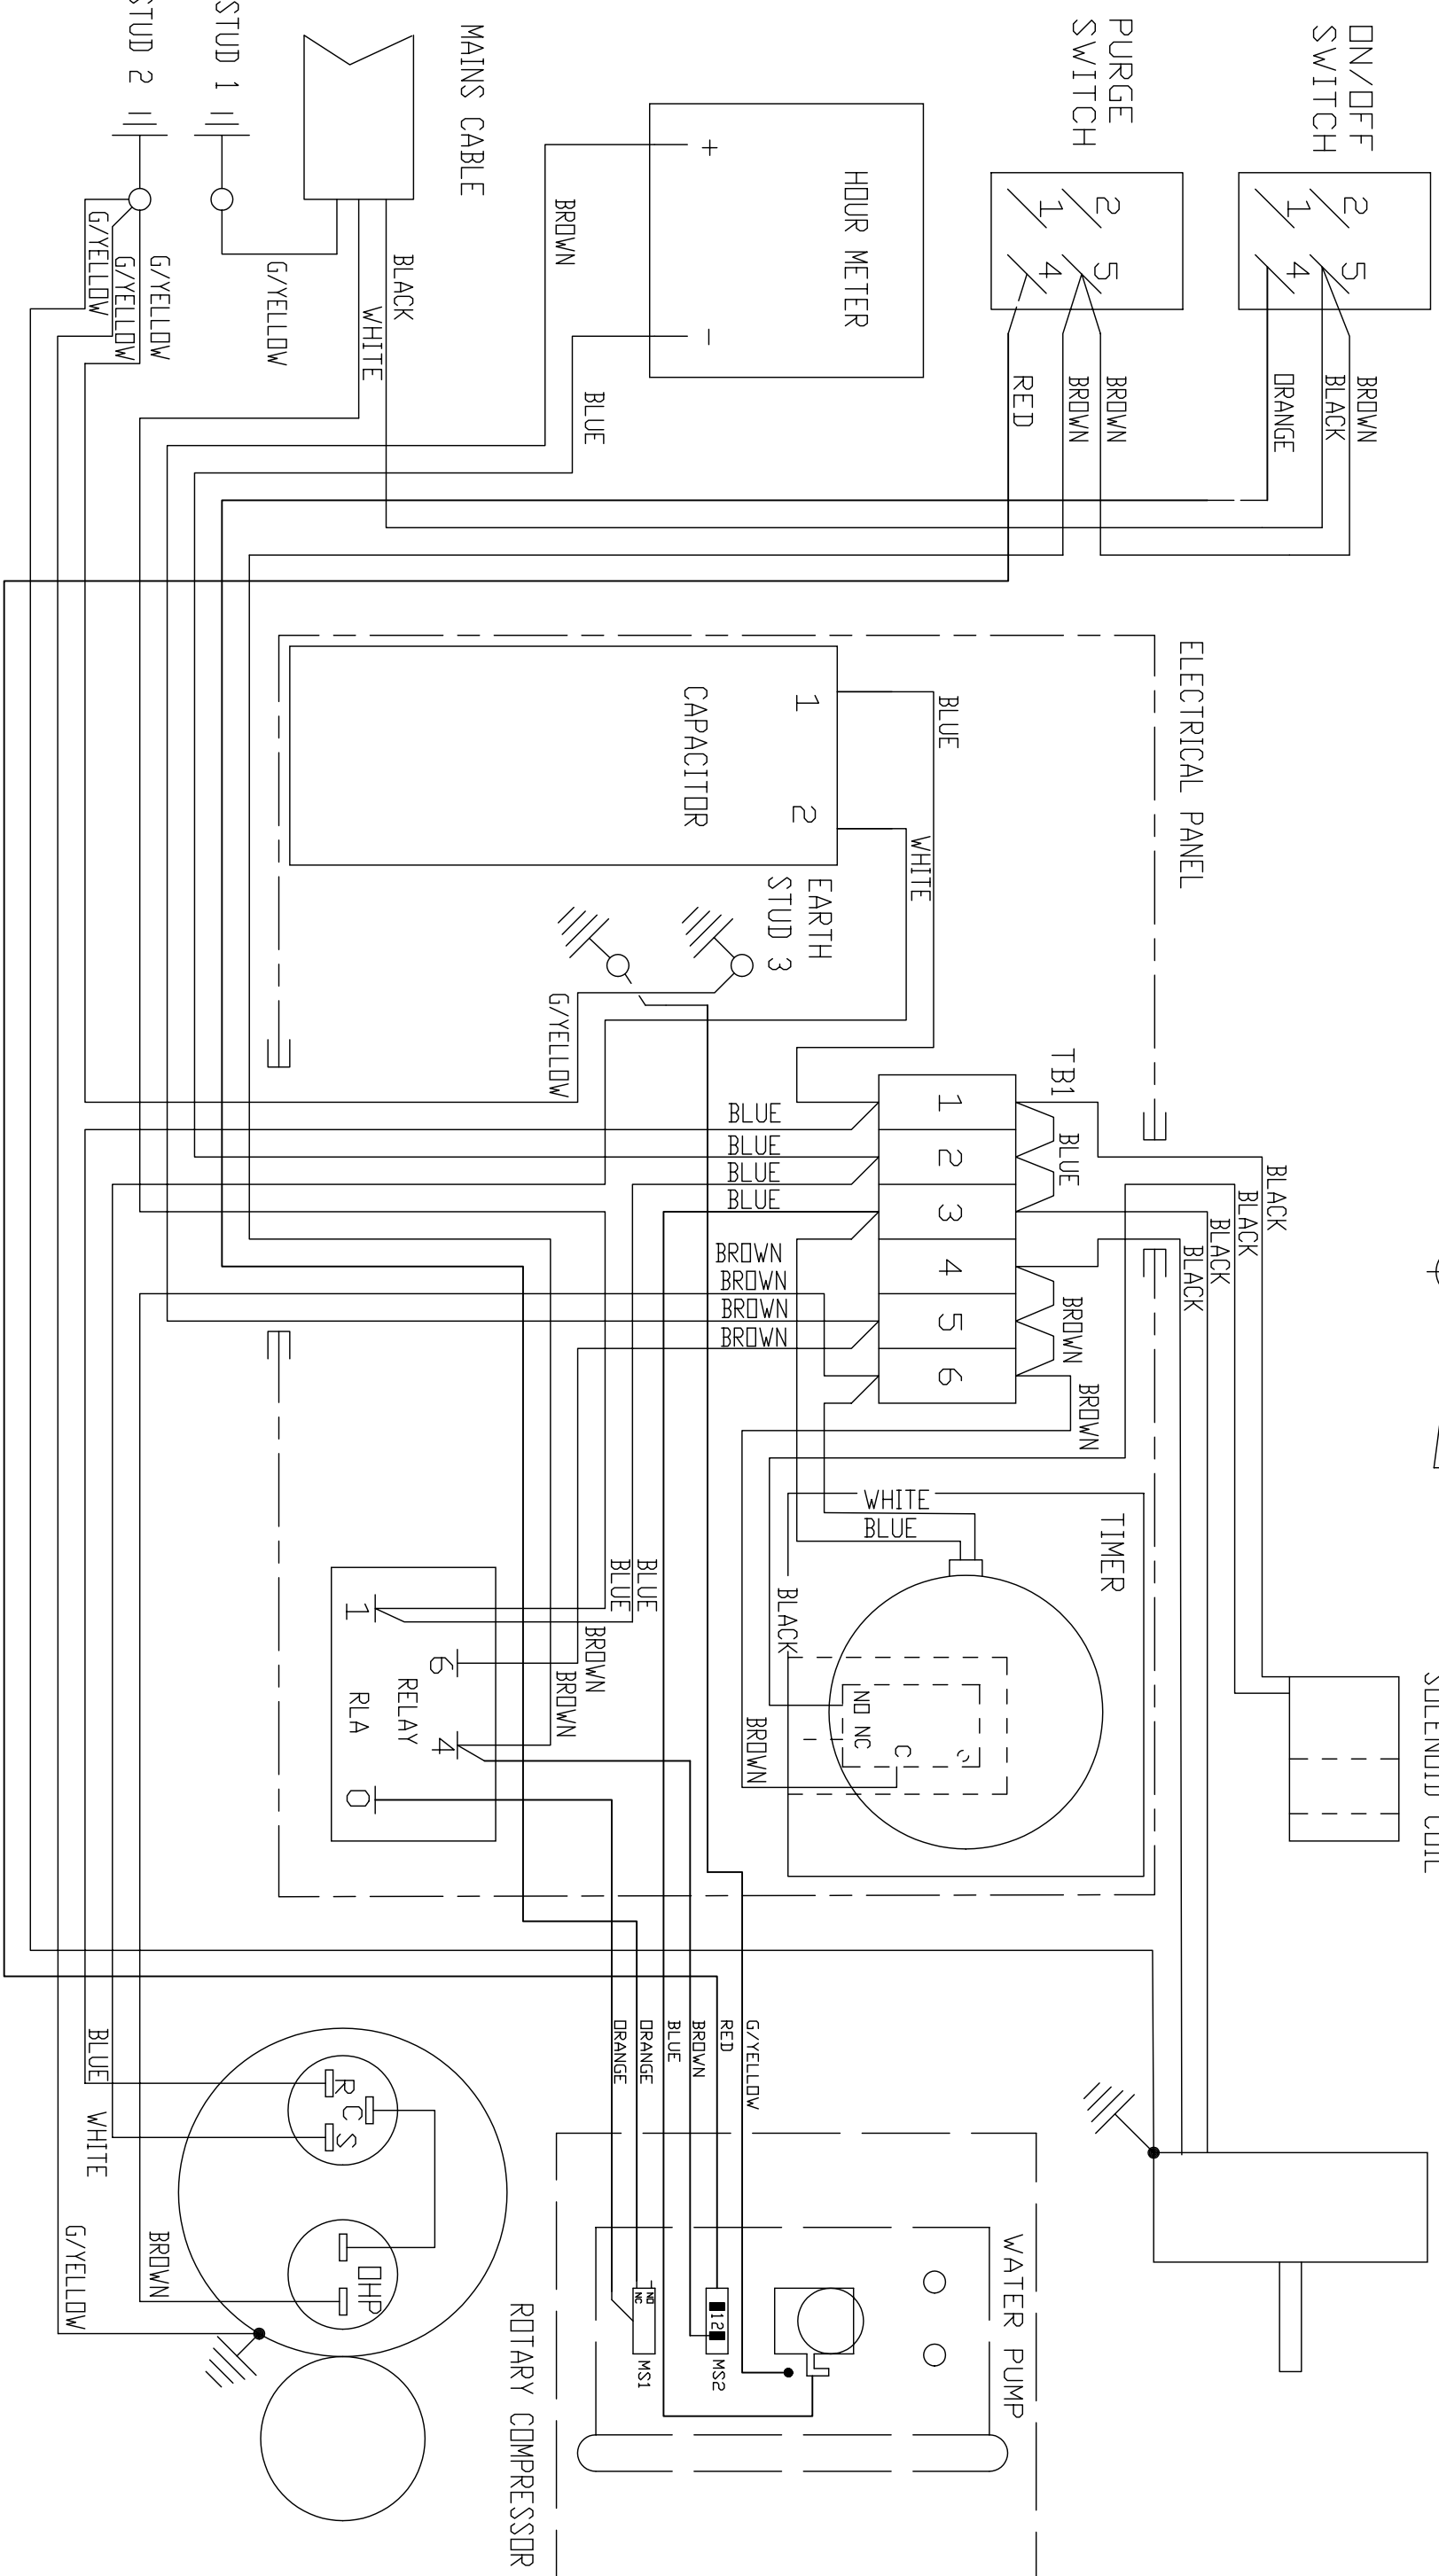 ON/OFF
SWITCH
2
5
1
4
BROWN
BLACK
ORANGE
PURGE
SWITCH
2
5
1
4
BROWN
BROWN
RED
HOUR METER
+
-
BROWN
BLUE
MAINS CABLE
BLACK
WHITE
G/YELLOW
STUD 1
STUD 2
G/YELLOW
G/YELLOW
G/YELLOW
ELECTRICAL PANEL
CAPACITOR
1
2
BLUE
WHITE
EARTH
STUD 3
G/YELLOW
TB1
1
2
3
4
5
6
BLUE
BROWN
BROWN
BLUE
BLUE
BLUE
BLUE
BROWN
BROWN
BROWN
BROWN
BLACK
BLACK
BLACK
BLACK
TIMER
WHITE
BLUE
BLACK
BROWN
NO NC
C
SOLENOID COIL
BLUE
BLUE
BROWN
BROWN
RELAY
RLA
1
6
4
0
G/YELLOW
RED
BROWN
BLUE
ORANGE
ORANGE
WATER PUMP
1 2
MS2
NO
NC
MS1
ROTARY COMPRESSOR
R
C
S
OHP
BLUE
WHITE
BROWN
G/YELLOW